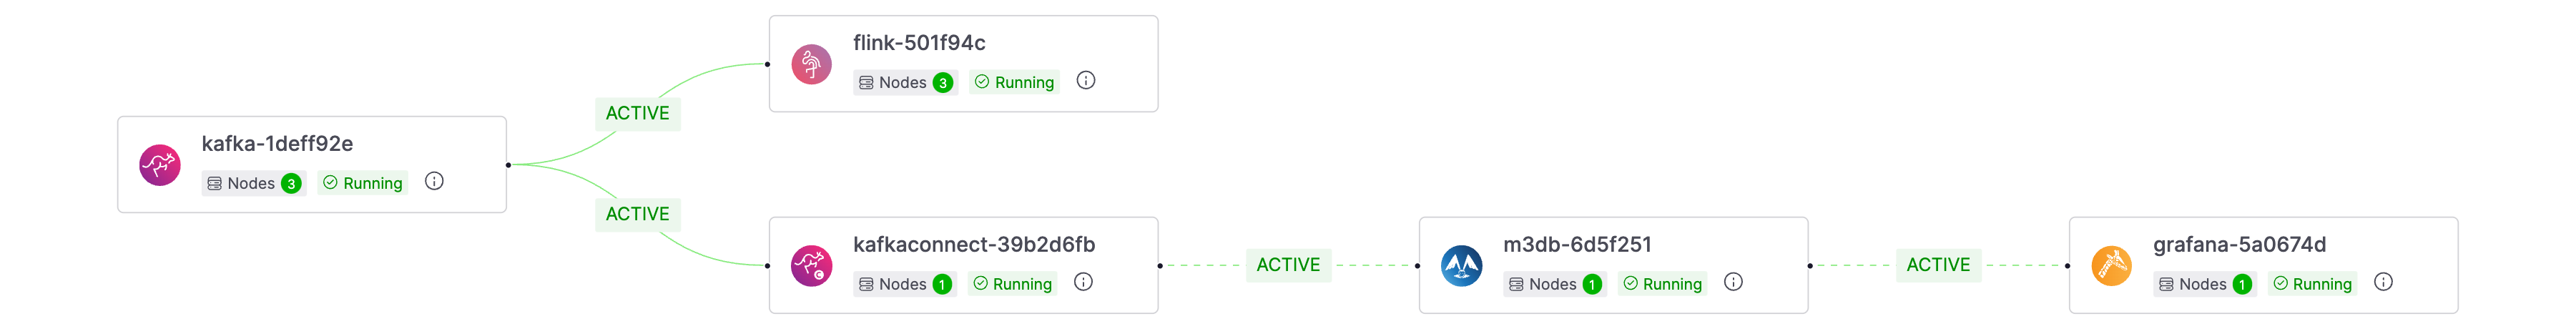 flink-501f94c
Nodes 3 Running
ACTIVE
kafka-1deff92e
Nodes 3 Running
ACTIVE
kafkaconnect-39b2d6fb
Nodes 1 Running
ACTIVE
m3db-6d5f251
Nodes 1 Running
ACTIVE
grafana-5a0674d
Nodes 1 Running